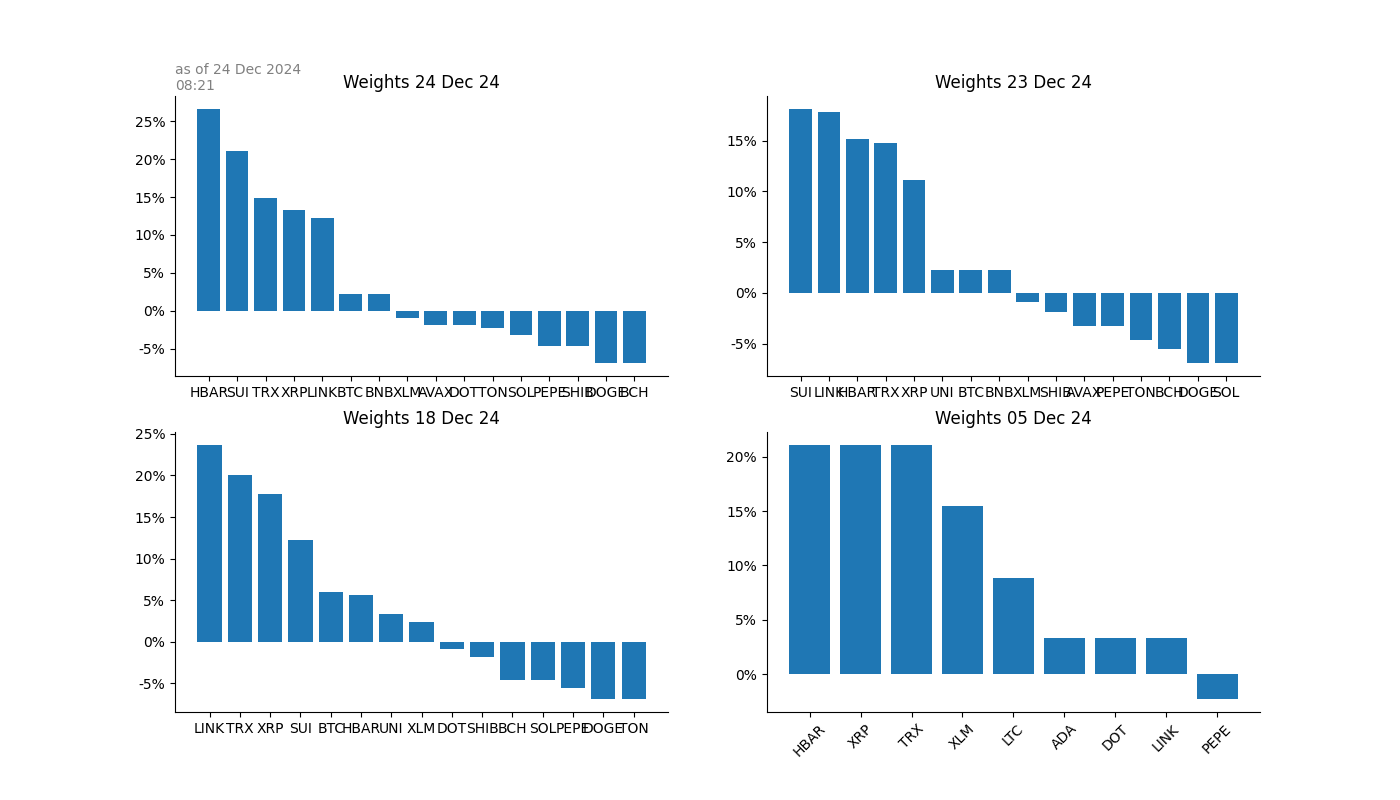 as of 24 Dec 2024
08:21
Weights 24 Dec 24
25%
20%
15%
10%
5%
0%
-5%
HBAR SUI TRX XRP LINK BTC BNB XLM AVAX DOT TON SOL PEPE SHIB DOGE BCH
Weights 23 Dec 24
15%
10%
5%
0%
-5%
SUI LINK HBAR TRX XRP UNI BTC BNB XLM SHIB AVAX PEPE TON BCH DOGE SOL
Weights 18 Dec 24
25%
20%
15%
10%
5%
0%
-5%
LINK TRX XRP SUI BTC HBAR UNI XLM DOT SHIB BCH SOL PEPE DOGE TON
Weights 05 Dec 24
20%
15%
10%
5%
0%
HBAR XRP TRX XLM LTC ADA DOT LINK PEPE